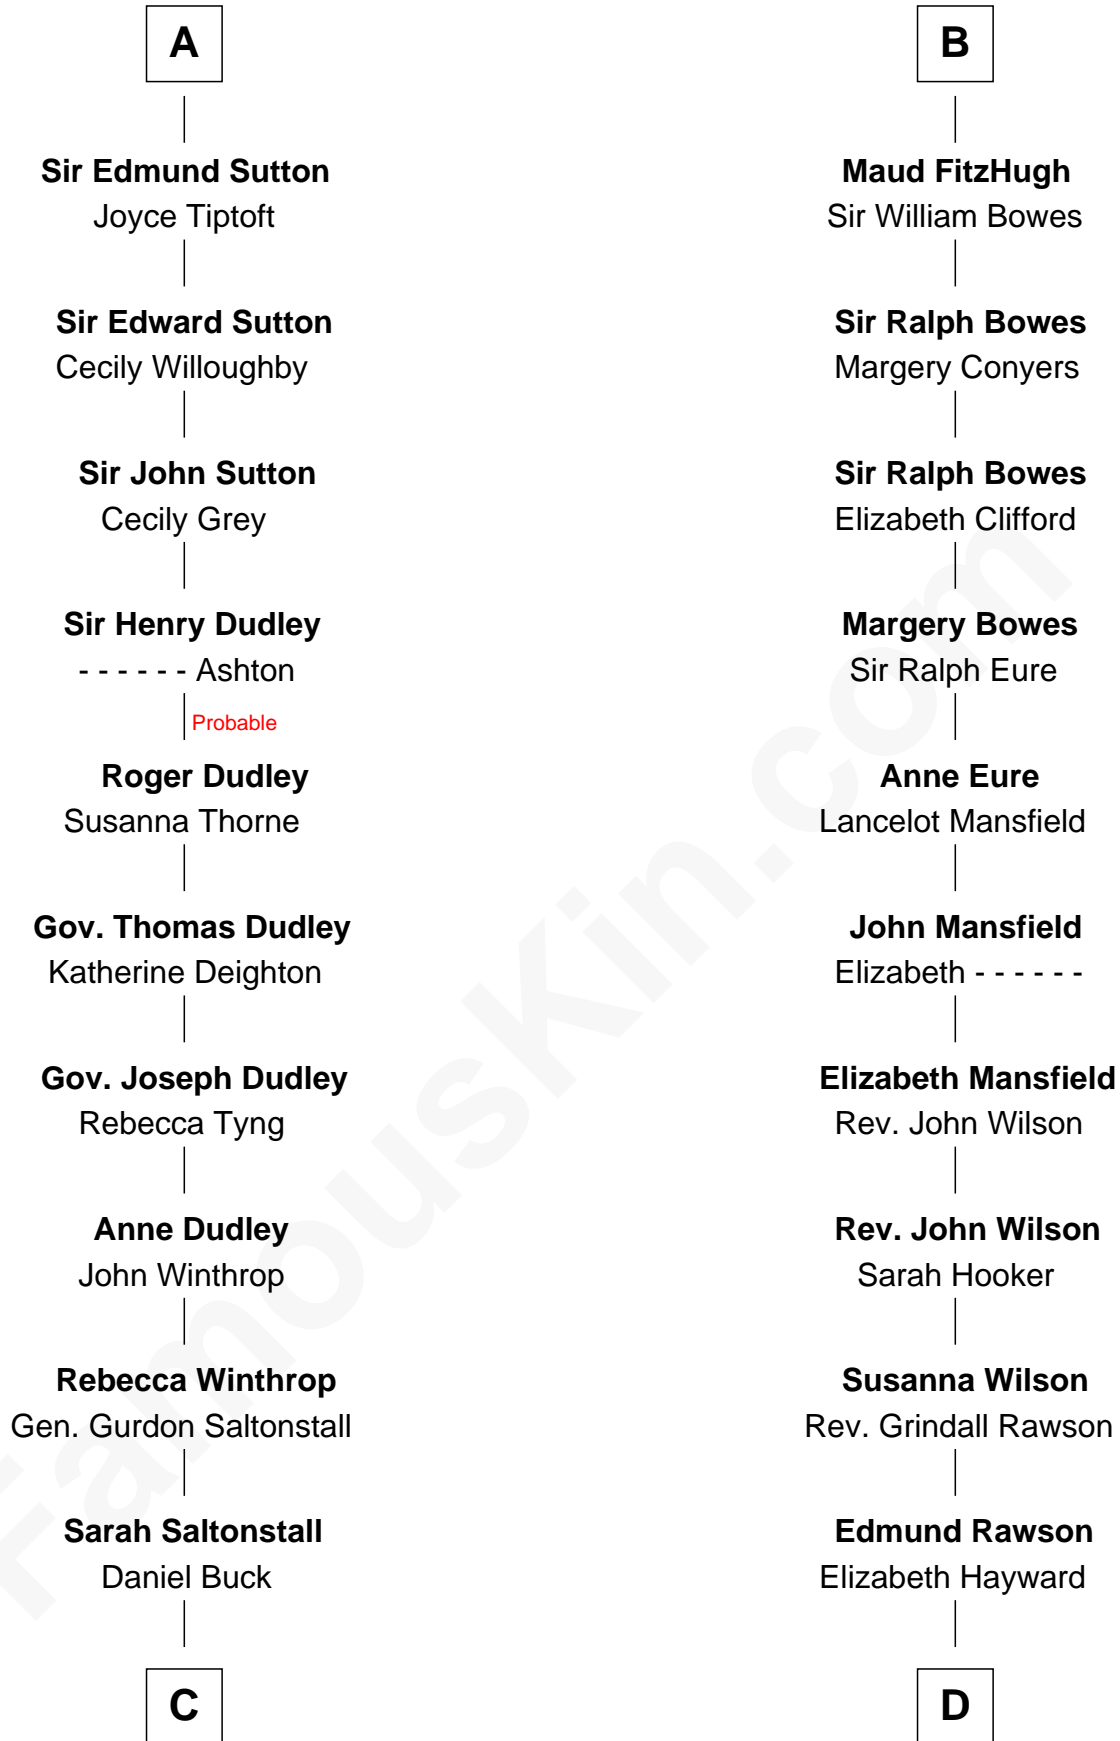 A
Sir Edmund Sutton
Joyce Tiptoft
Sir Edward Sutton
Cecily Willoughby
Sir John Sutton
Cecily Grey
Sir Henry Dudley
- - - - - - Ashton
Probable
Roger Dudley
Susanna Thorne
Gov. Thomas Dudley
Katherine Deighton
Gov. Joseph Dudley
Rebecca Tyng
Anne Dudley
John Winthrop
Rebecca Winthrop
Gen. Gurdon Saltonstall
Sarah Saltonstall
Daniel Buck
C
B
Maud FitzHugh
Sir William Bowes
Sir Ralph Bowes
Margery Conyers
Sir Ralph Bowes
Elizabeth Clifford
Margery Bowes
Sir Ralph Eure
Anne Eure
Lancelot Mansfield
John Mansfield
Elizabeth - - - - - -
Elizabeth Mansfield
Rev. John Wilson
Rev. John Wilson
Sarah Hooker
Susanna Wilson
Rev. Grindall Rawson
Edmund Rawson
Elizabeth Hayward
D
FamousKin.com